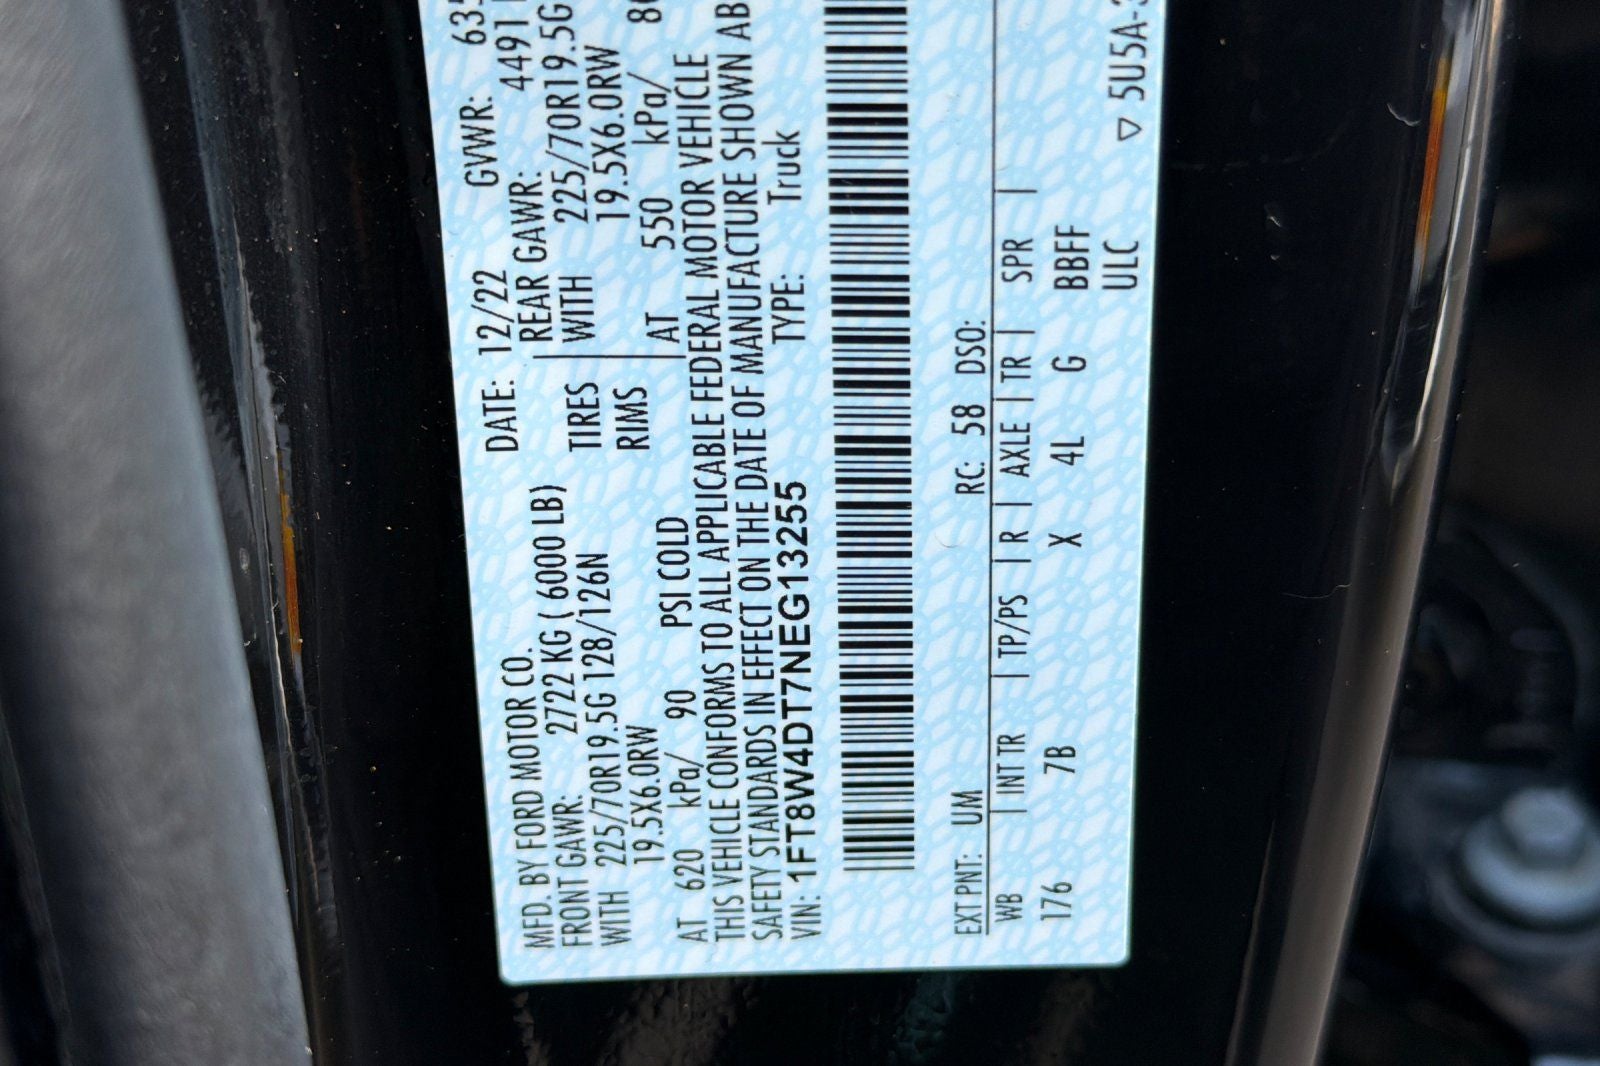 MFD. BY FORD MOTOR CO.
DATE: 12/22 GVWR: 635
FRONT GAWR: 2722 KG ( 6000 LB)
REAR GAWR: 4491
WITH 225/70R19.5G 128/126N TIRES
WITH 225/70R19.5G
19.5X6.0RW RIMS
19.5X6.0RW
AT 620 kPa/ 90 PSI COLD
AT 550 kPa/
THIS VEHICLE CONFORMS TO ALL APPLICABLE FEDERAL MOTOR VEHICLE
SAFETY STANDARDS IN EFFECT ON THE DATE OF MANUFACTURE SHOWN AB
VIN: 1FT8W4DT7NEG13255 TYPE: Truck
EXT PNT: UM RC: 58 DSO:
WB | INT TR | TP/PS | R | AXLE | TR | SPR |
176 7B X 4L G BBFF
ULC ▽ 5U5A-